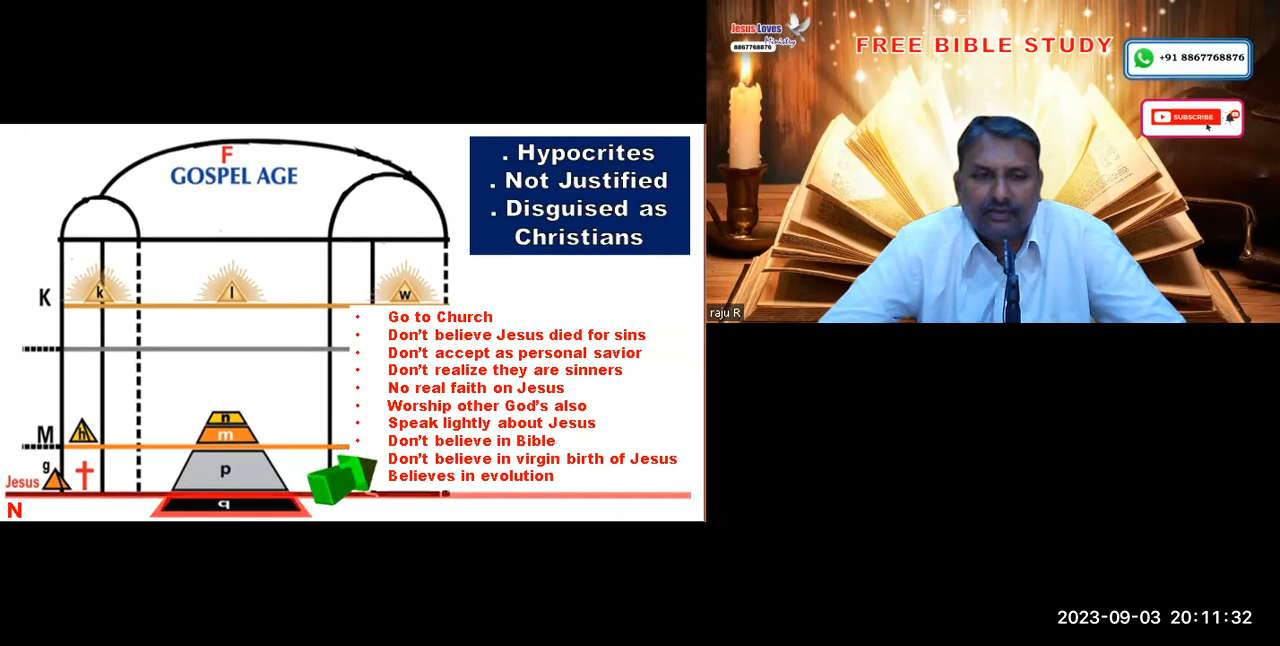 F
GOSPEL AGE
K
k
l
w
M
h
n
m
g
p
Jesus
q
N
. Hypocrites
. Not Justified
. Disguised as
Christians
• Go to Church
• Don't believe Jesus died for sins
• Don't accept as personal savior
• Don't realize they are sinners
• No real faith on Jesus
• Worship other God's also
• Speak lightly about Jesus
• Don't believe in Bible
• Don't believe in virgin birth of Jesus
Believes in evolution
Jesus Loves
Ministry
8867768876
FREE BIBLE STUDY
+91 8867768876
SUBSCRIBE
raju R
2023-09-03 20:11:32